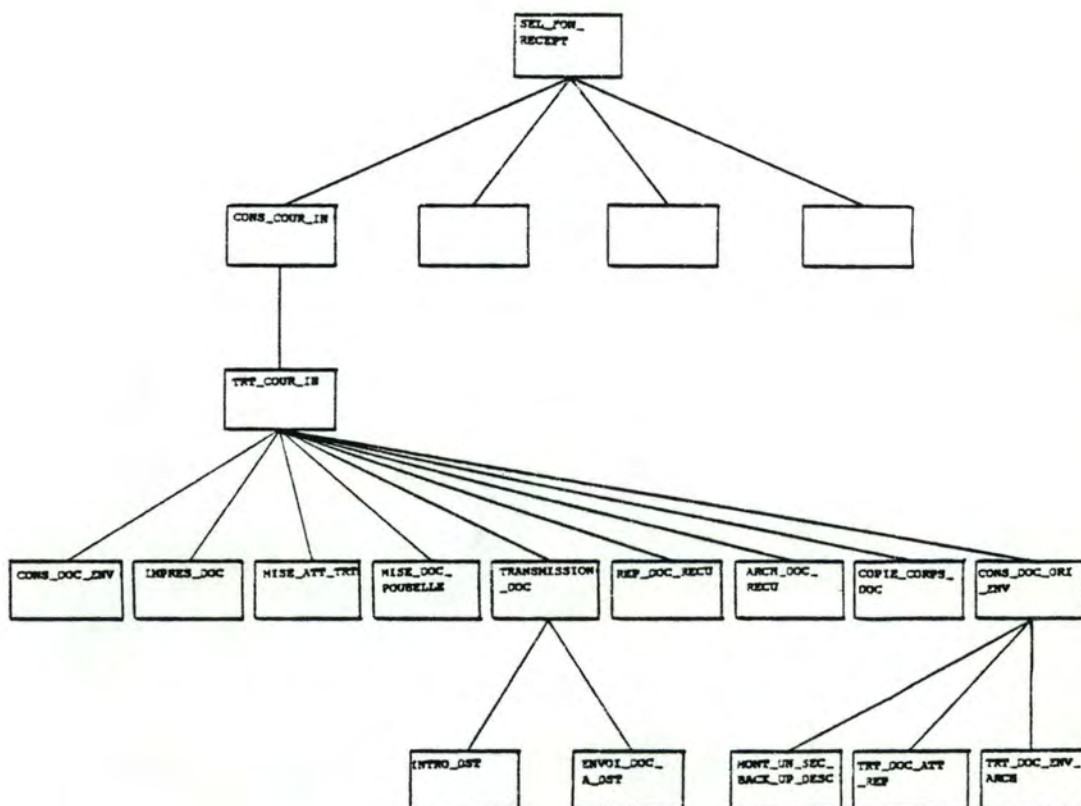 SEL_FON_
RECEPT
CONS_COUR_IN
TRT_COUR_IN
CONS_DOC_ENV
IMPRES_DOC
MISE_ATT_TRT
MISE_DOC_
POUBELLE
TRANSMISSION
_DOC
REP_DOC_RECU
ARCH_DOC_
RECU
COPIE_CORPS_
DOC
CONS_DOC_ORI
_ENV
INTRO_DST
ENVOI_DOC_
A_DST
MONT_UN_SEC_
BACK_UP_DESC
TRT_DOC_ATT
_REP
TRT_DOC_ENV_
ARCH